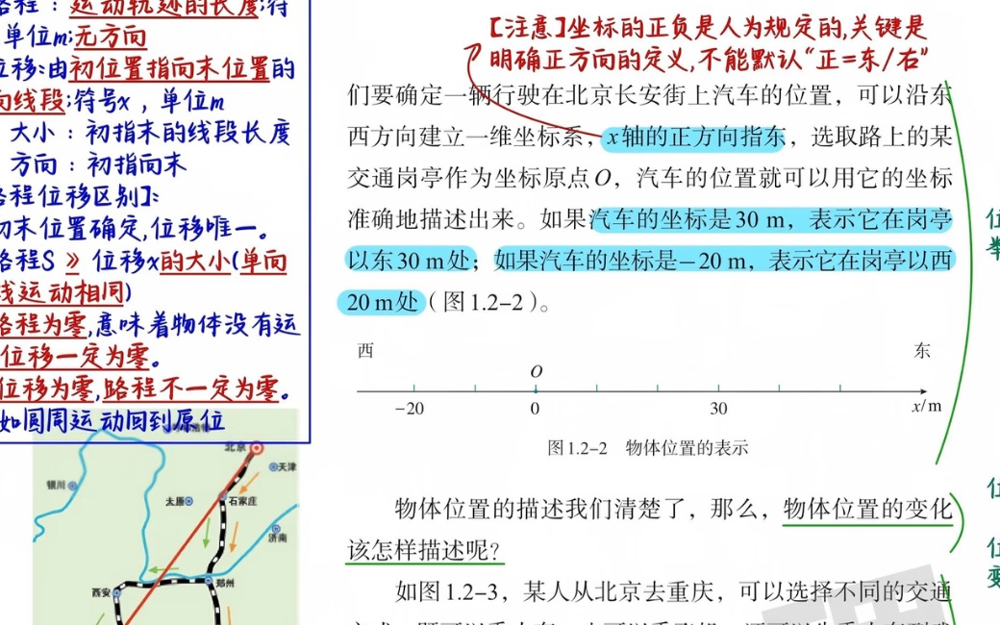 路程：运动轨迹的长度;符
单位m;无方向
位移:由初位置指向末位置的
向线段;符号x，单位m
大小：初指末的线段长度
方向：初指向末
路程位移区别]:
初末位置确定,位移唯一。
路程S ≥ 位移x的大小(单向
线运动相同)
路程为零,意味着物体没有运
位移一定为零。
位移为零,路程不一定为零。
如圆周运动回到原位
北京
天津
银川
太原
石家庄
济南
郑州
西安
【注意】坐标的正负是人为规定的,关键是
明确正方向的定义,不能默认“正=东/右”
们要确定一辆行驶在北京长安街上汽车的位置，可以沿东
西方向建立一维坐标系，x轴的正方向指东，选取路上的某
交通岗亭作为坐标原点O，汽车的位置就可以用它的坐标
准确地描述出来。如果汽车的坐标是30 m，表示它在岗亭
以东30 m处；如果汽车的坐标是−20 m，表示它在岗亭以西
20 m处（图1.2-2）。
西 东
O
−20 0 30 x/m
图1.2-2 物体位置的表示
物体位置的描述我们清楚了，那么，物体位置的变化
该怎样描述呢？
如图1.2-3，某人从北京去重庆，可以选择不同的交通
位